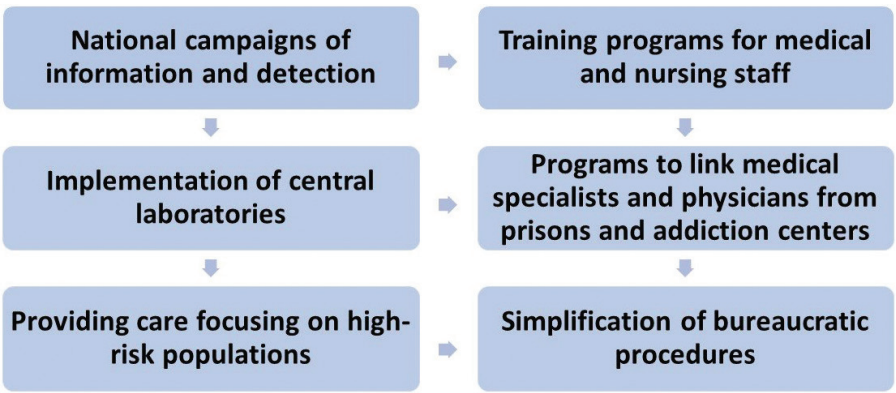 National campaigns of
information and detection
Training programs for medical
and nursing staff
Implementation of central
laboratories
Programs to link medical
specialists and physicians from
prisons and addiction centers
Providing care focusing on high-
risk populations
Simplification of bureaucratic
procedures